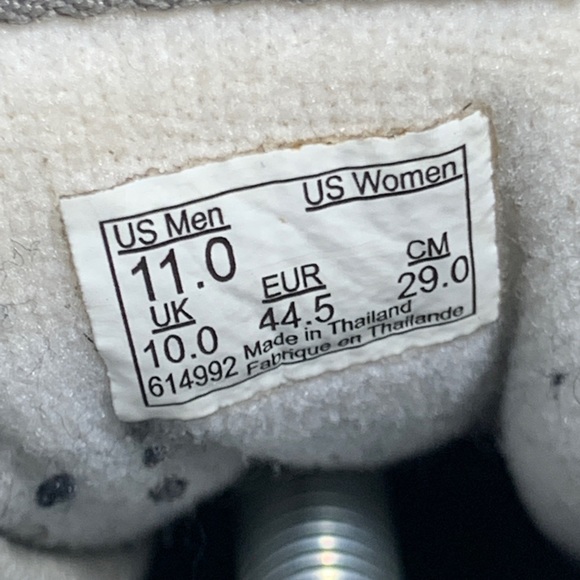 US Men US Women
11.0
UK EUR CM
10.0 44.5 29.0
614992 Made in Thailand
Fabrique en Thaïlande